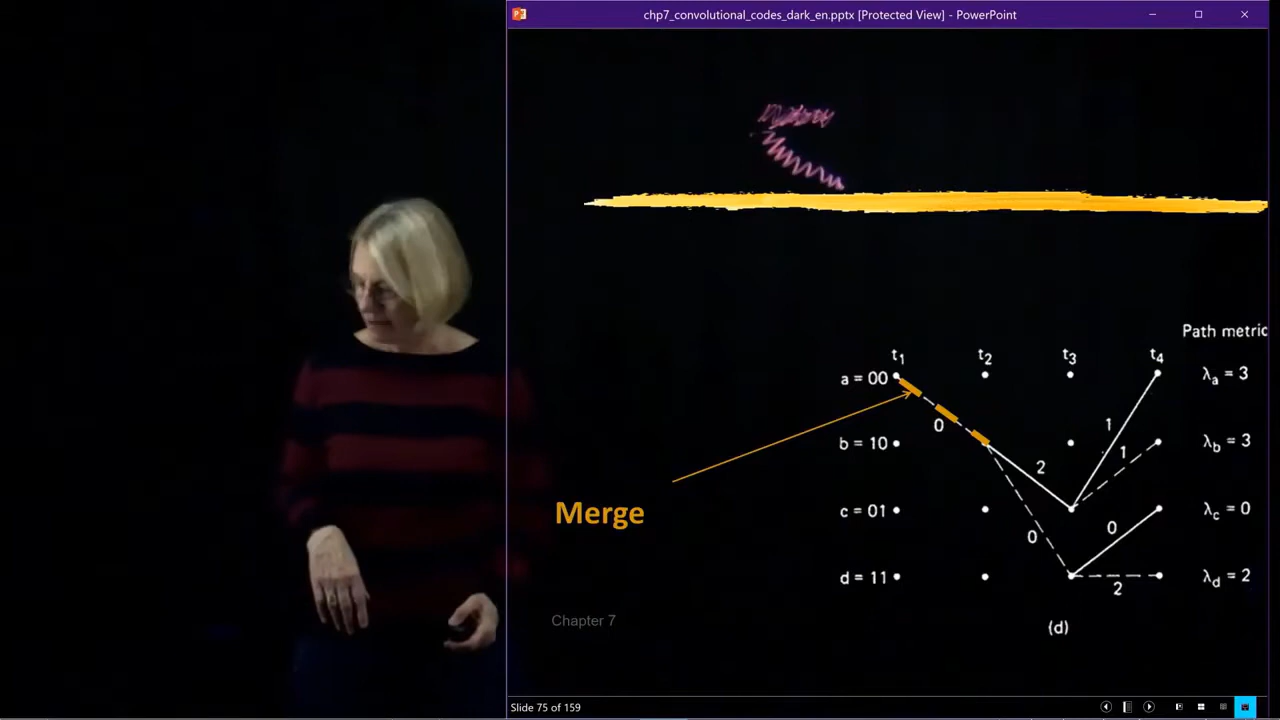 chp7_convolutional_codes_dark_en.pptx [Protected View] - PowerPoint
Path metric
t1 t2 t3 t4
a = 00 λa = 3
b = 10 λb = 3
c = 01 λc = 0
d = 11 λd = 2
0
2
1
1
0
0
2
Merge
Chapter 7
(d)
Slide 75 of 159